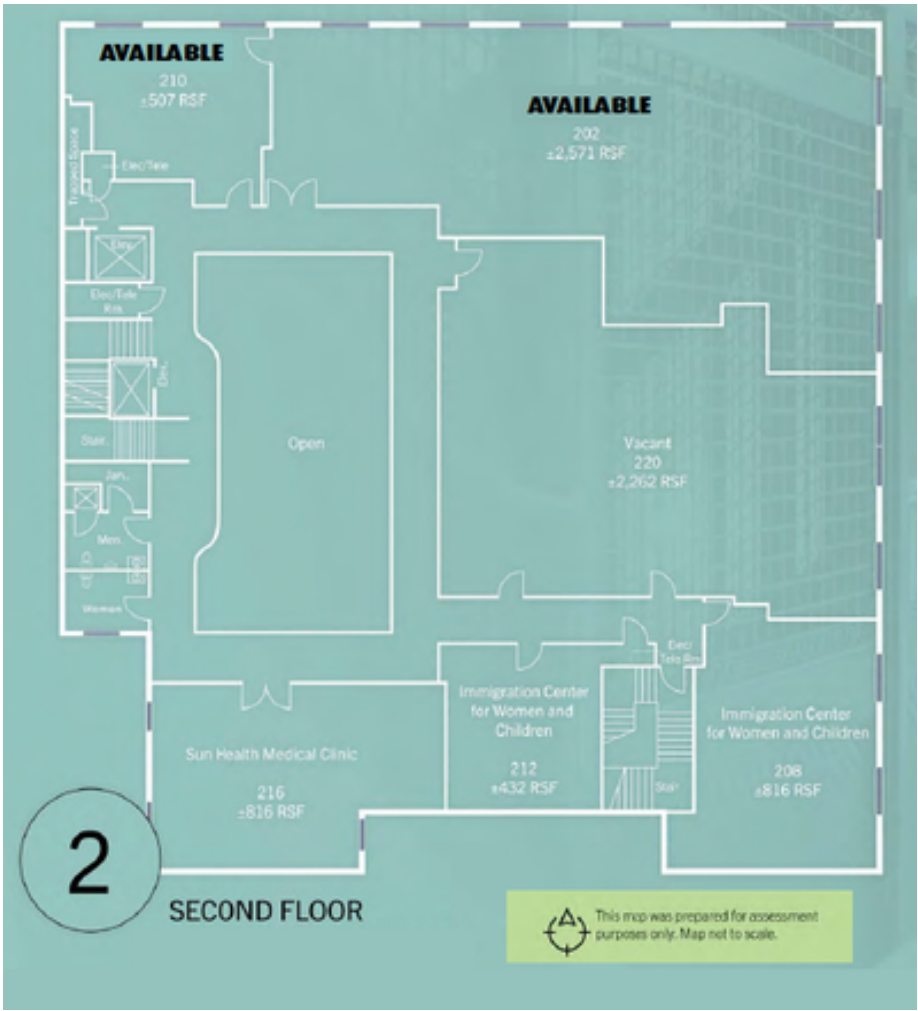 AVAILABLE
210
±507 RSF
AVAILABLE
202
±2,571 RSF
Trapped Space
Elec/Tele
Elev.
Elec/Tele
Rm.
Elev.
Stair.
Open
Vacant
220
±2,262 RSF
Jan.
Men.
Women
Elec/
Tele Rm.
Immigration Center
for Women and
Children
212
±432 RSF
Stair
Immigration Center
for Women and Children
208
±816 RSF
Sun Health Medical Clinic
216
±816 RSF
2
SECOND FLOOR
This map was prepared for assessment
purposes only. Map not to scale.